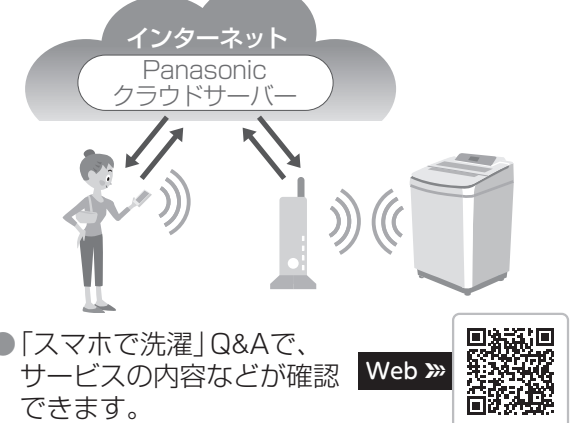 インターネット
Panasonic
クラウドサーバー
●「スマホで洗濯」Q&Aで、
サービスの内容などが確認
できます。
Web